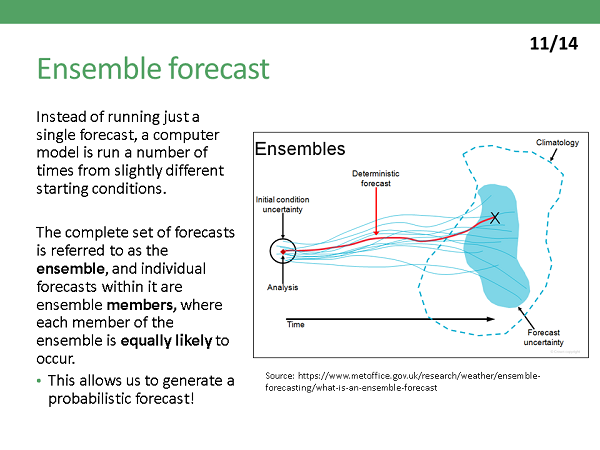 11/14
Ensemble forecast
Instead of running just a
single forecast, a computer
model is run a number of
times from slightly different
starting conditions.
The complete set of forecasts
is referred to as the
ensemble, and individual
forecasts within it are
ensemble members, where
each member of the
ensemble is equally likely to
occur.
• This allows us to generate a
probabilistic forecast!
Ensembles
Climatology
Deterministic
forecast
Initial condition
uncertainty
Analysis
Time
Forecast
uncertainty
Source: https://www.metoffice.gov.uk/research/weather/ensemble-
forecasting/what-is-an-ensemble-forecast